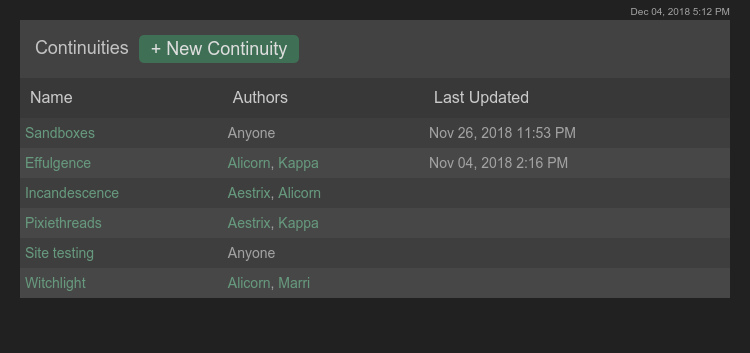 Dec 04, 2018 5:12 PM
Continuities + New Continuity
Name Authors Last Updated
Sandboxes Anyone Nov 26, 2018 11:53 PM
Effulgence Alicorn, Kappa Nov 04, 2018 2:16 PM
Incandescence Aestrix, Alicorn
Pixiethreads Aestrix, Kappa
Site testing Anyone
Witchlight Alicorn, Marri